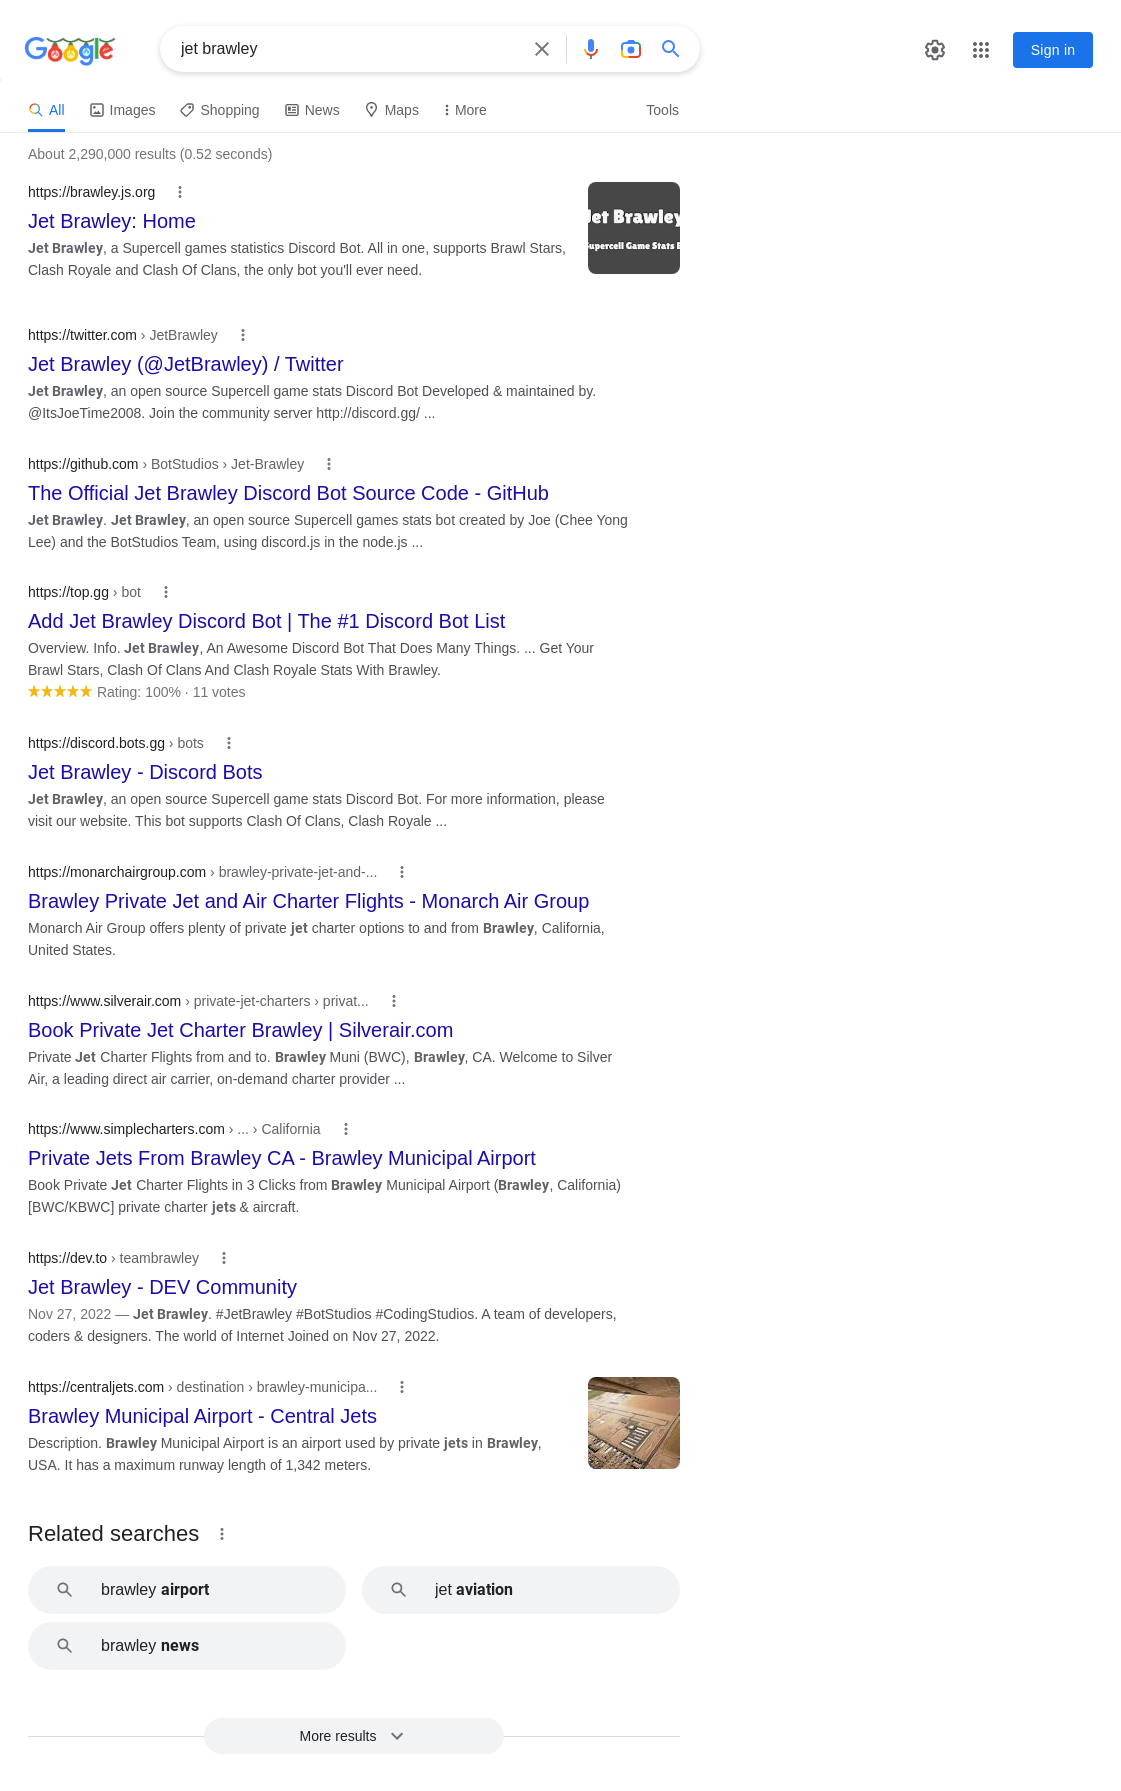 Google
jet brawley
Sign in
All
Images
Shopping
News
Maps
More
Tools
About 2,290,000 results (0.52 seconds)
https://brawley.js.org
Jet Brawley: Home
Jet Brawley, a Supercell games statistics Discord Bot. All in one, supports Brawl Stars,
Clash Royale and Clash Of Clans, the only bot you'll ever need.
Jet Brawley
Supercell Game Stats B
https://twitter.com › JetBrawley
Jet Brawley (@JetBrawley) / Twitter
Jet Brawley, an open source Supercell game stats Discord Bot Developed & maintained by.
@ItsJoeTime2008. Join the community server http://discord.gg/ ...
https://github.com › BotStudios › Jet-Brawley
The Official Jet Brawley Discord Bot Source Code - GitHub
Jet Brawley. Jet Brawley, an open source Supercell games stats bot created by Joe (Chee Yong
Lee) and the BotStudios Team, using discord.js in the node.js ...
https://top.gg › bot
Add Jet Brawley Discord Bot | The #1 Discord Bot List
Overview. Info. Jet Brawley, An Awesome Discord Bot That Does Many Things. ... Get Your
Brawl Stars, Clash Of Clans And Clash Royale Stats With Brawley.
Rating: 100% · 11 votes
https://discord.bots.gg › bots
Jet Brawley - Discord Bots
Jet Brawley, an open source Supercell game stats Discord Bot. For more information, please
visit our website. This bot supports Clash Of Clans, Clash Royale ...
https://monarchairgroup.com › brawley-private-jet-and-...
Brawley Private Jet and Air Charter Flights - Monarch Air Group
Monarch Air Group offers plenty of private jet charter options to and from Brawley, California,
United States.
https://www.silverair.com › private-jet-charters › privat...
Book Private Jet Charter Brawley | Silverair.com
Private Jet Charter Flights from and to. Brawley Muni (BWC), Brawley, CA. Welcome to Silver
Air, a leading direct air carrier, on-demand charter provider ...
https://www.simplecharters.com › ... › California
Private Jets From Brawley CA - Brawley Municipal Airport
Book Private Jet Charter Flights in 3 Clicks from Brawley Municipal Airport (Brawley, California)
[BWC/KBWC] private charter jets & aircraft.
https://dev.to › teambrawley
Jet Brawley - DEV Community
Nov 27, 2022 — Jet Brawley. #JetBrawley #BotStudios #CodingStudios. A team of developers,
coders & designers. The world of Internet Joined on Nov 27, 2022.
https://centraljets.com › destination › brawley-municipa...
Brawley Municipal Airport - Central Jets
Description. Brawley Municipal Airport is an airport used by private jets in Brawley,
USA. It has a maximum runway length of 1,342 meters.
Related searches
brawley airport
jet aviation
brawley news
More results